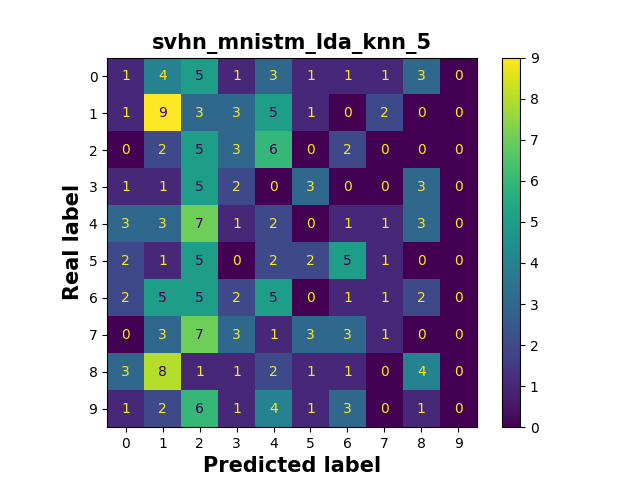 svhn_mnistm_lda_knn_5
0 1 4 5 1 3 1 1 1 3 0
1 1 9 3 3 5 1 0 2 0 0
2 0 2 5 3 6 0 2 0 0 0
3 1 1 5 2 0 3 0 0 3 0
4 3 3 7 1 2 0 1 1 3 0
5 2 1 5 0 2 2 5 1 0 0
6 2 5 5 2 5 0 1 1 2 0
7 0 3 7 3 1 3 3 1 0 0
8 3 8 1 1 2 1 1 0 4 0
9 1 2 6 1 4 1 3 0 1 0
0 1 2 3 4 5 6 7 8 9
Real label
Predicted label
9
8
7
6
5
4
3
2
1
0